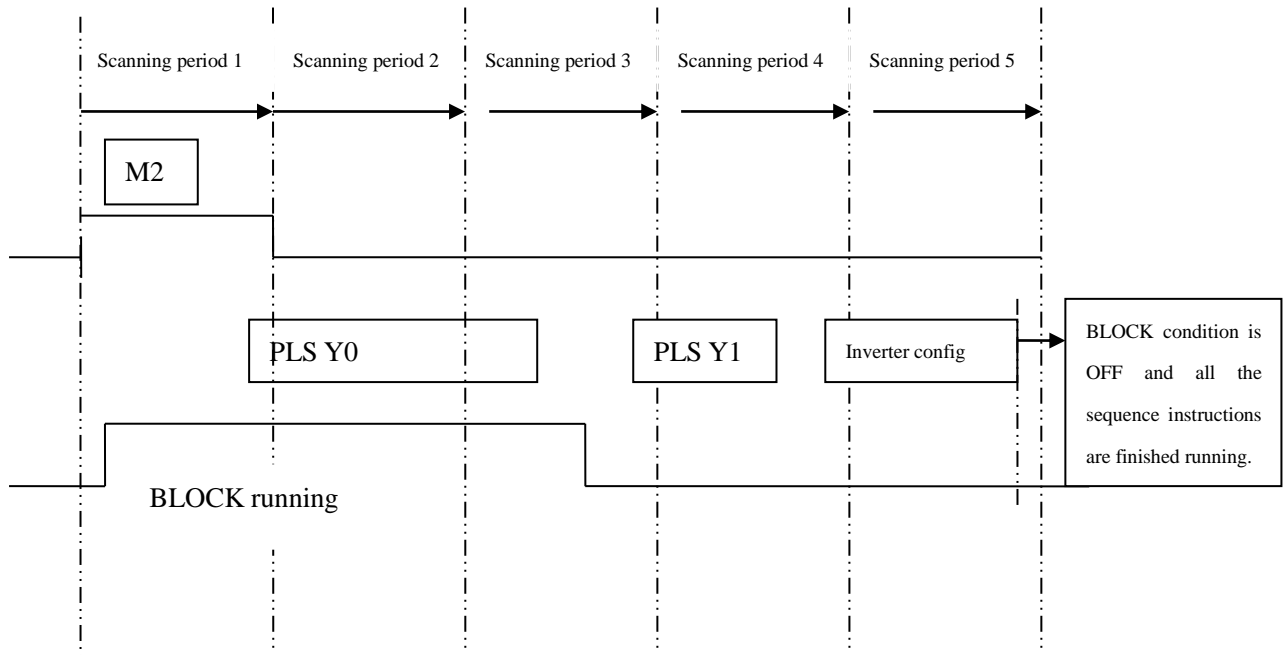 Scanning period 1
Scanning period 2
Scanning period 3
Scanning period 4
Scanning period 5
M2
PLS Y0
PLS Y1
Inverter config
BLOCK condition is
OFF and all the
sequence instructions
are finished running.
BLOCK running